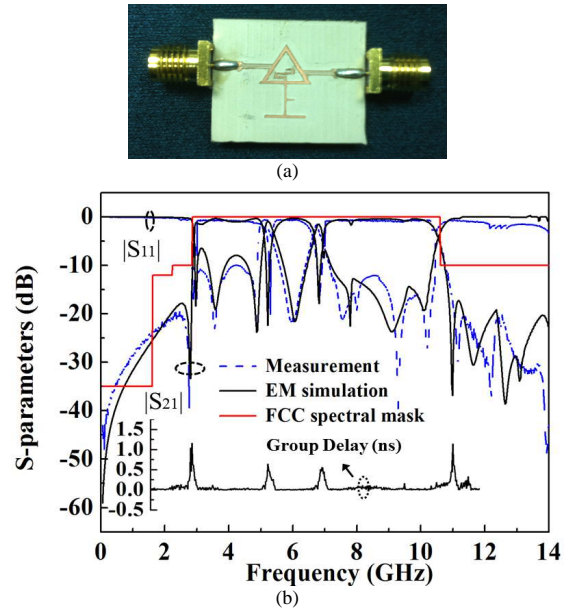 (a)
0
-10
-20
-30
-40
-50
-60
S-parameters (dB)
|S11|
|S21|
Measurement
EM simulation
FCC spectral mask
Group Delay (ns)
1.5
1.0
0.5
0.0
-0.5
0 2 4 6 8 10 12 14
Frequency (GHz)
(b)